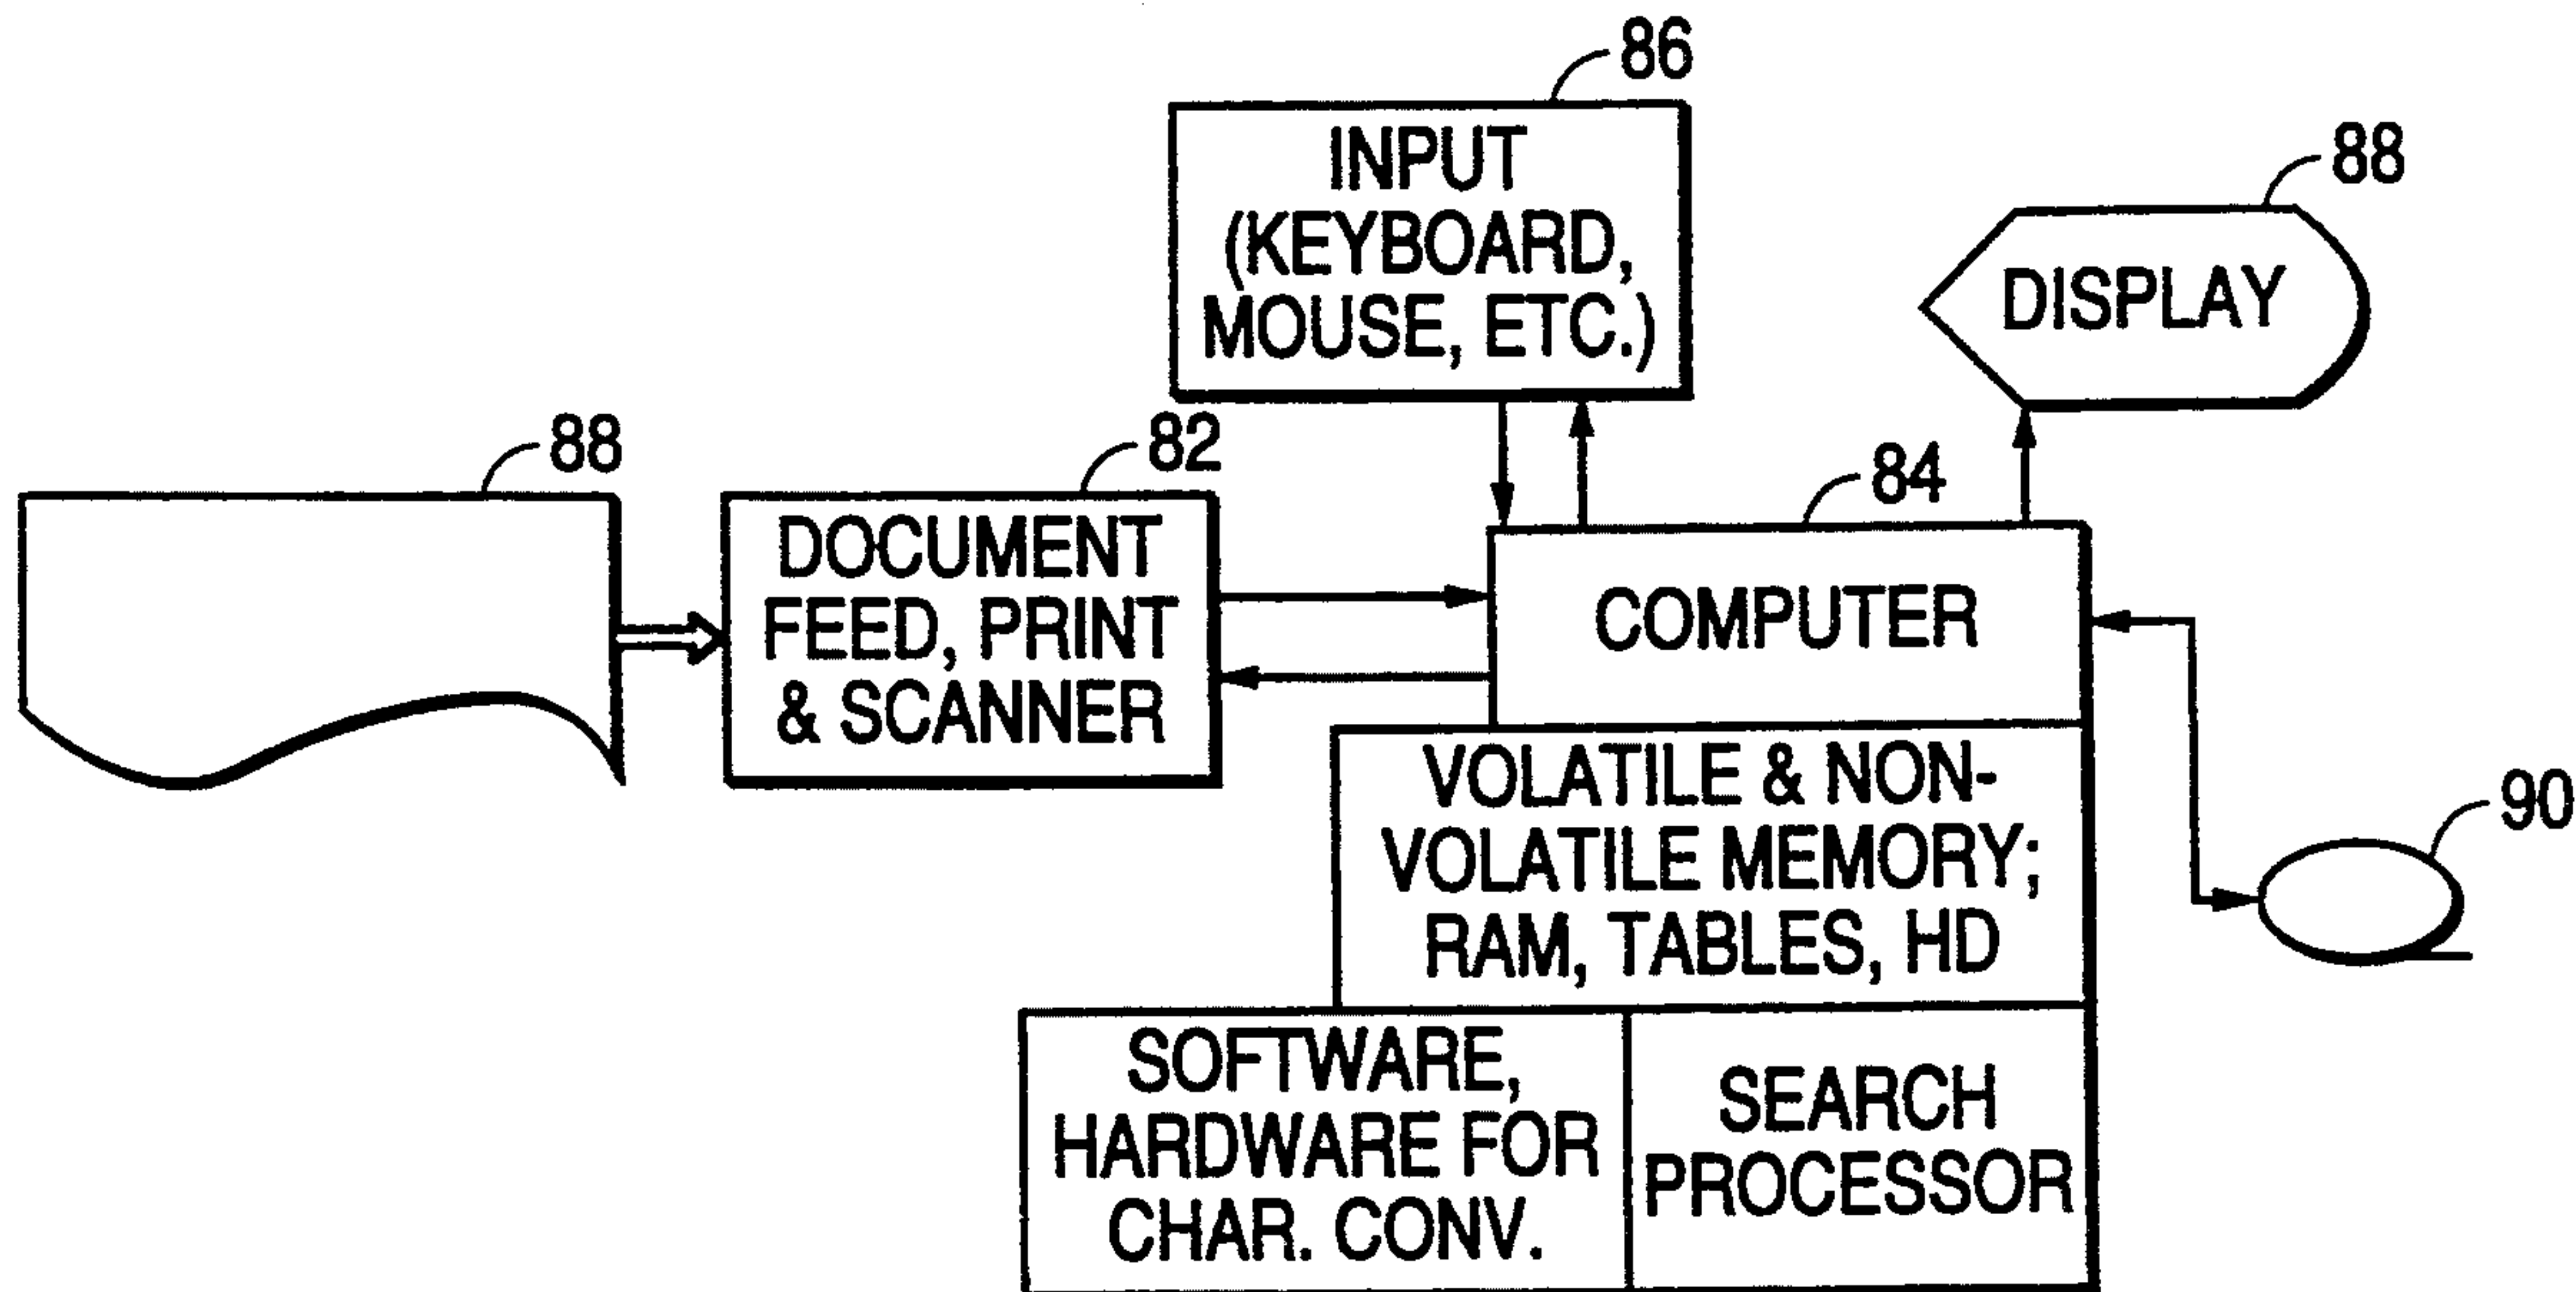 86
INPUT
(KEYBOARD,
MOUSE, ETC.)
88
DISPLAY
88
82
DOCUMENT
FEED, PRINT
& SCANNER
84
COMPUTER
VOLATILE & NON-
VOLATILE MEMORY;
RAM, TABLES, HD
90
SOFTWARE,
HARDWARE FOR
CHAR. CONV.
SEARCH
PROCESSOR